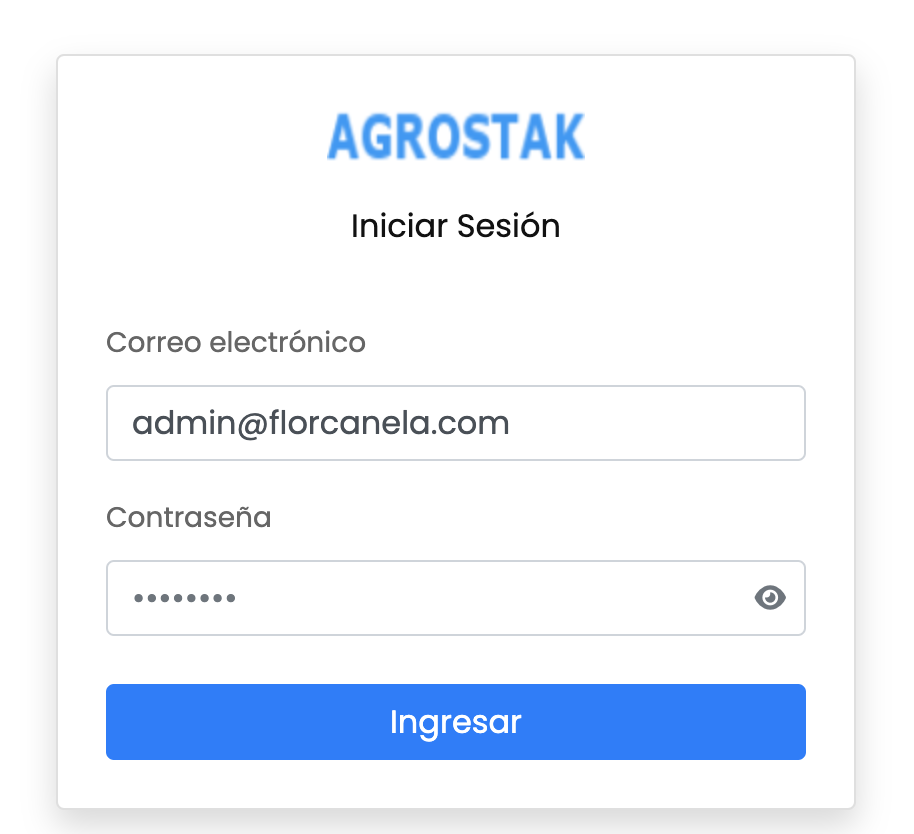 AGROSTAK
Iniciar Sesión
Correo electrónico
admin@florcanela.com
Contraseña
••••••••
Ingresar